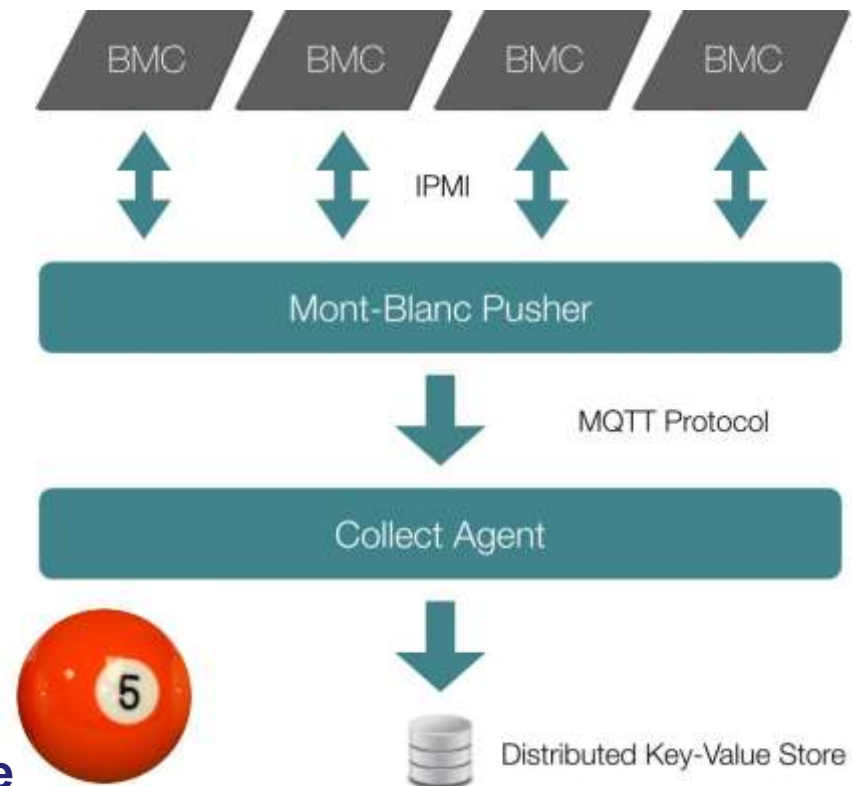 BMC BMC BMC BMC
IPMI
Mont-Blanc Pusher
MQTT Protocol
Collect Agent
5
Distributed Key-Value Store
e